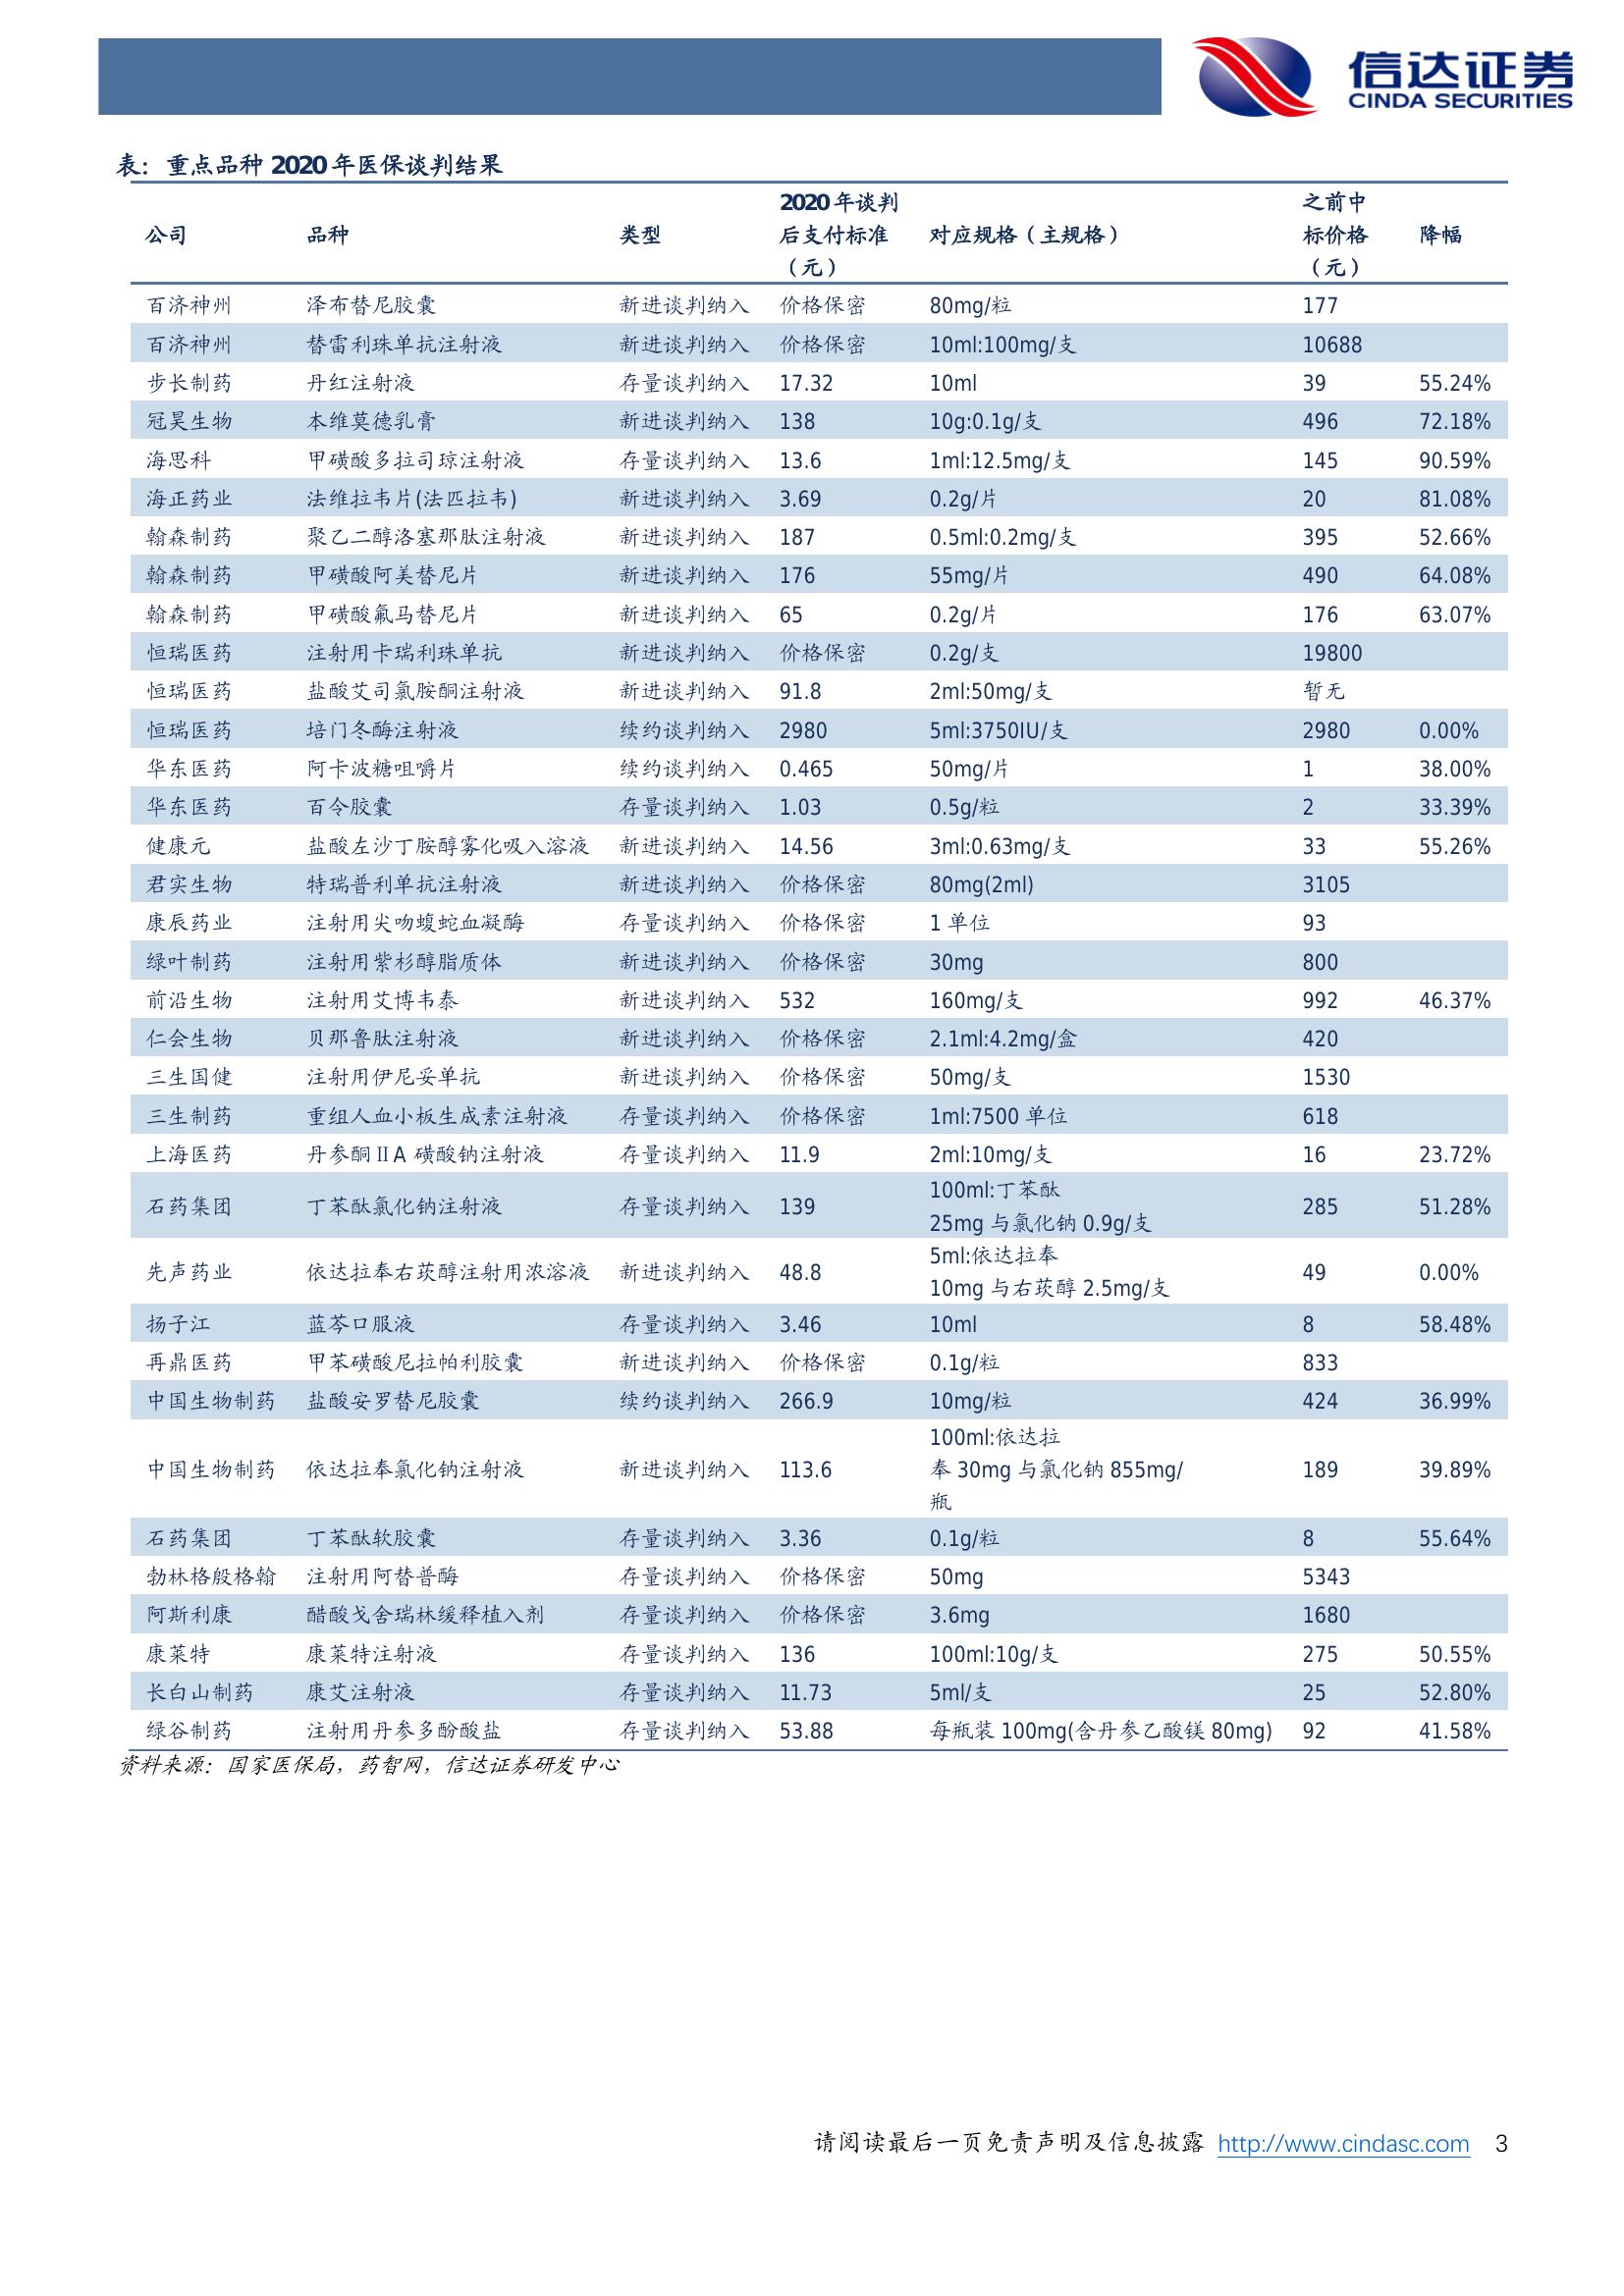 信达证券
CINDA SECURITIES
表：重点品种 2020 年医保谈判结果
公司 品种 类型 2020 年谈判后支付标准（元） 对应规格（主规格） 之前中标价格（元） 降幅
百济神州 泽布替尼胶囊 新进谈判纳入 价格保密 80mg/粒 177
百济神州 替雷利珠单抗注射液 新进谈判纳入 价格保密 10ml:100mg/支 10688
步长制药 丹红注射液 存量谈判纳入 17.32 10ml 39 55.24%
冠昊生物 本维莫德乳膏 新进谈判纳入 138 10g:0.1g/支 496 72.18%
海思科 甲磺酸多拉司琼注射液 存量谈判纳入 13.6 1ml:12.5mg/支 145 90.59%
海正药业 法维拉韦片(法匹拉韦) 新进谈判纳入 3.69 0.2g/片 20 81.08%
翰森制药 聚乙二醇洛塞那肽注射液 新进谈判纳入 187 0.5ml:0.2mg/支 395 52.66%
翰森制药 甲磺酸阿美替尼片 新进谈判纳入 176 55mg/片 490 64.08%
翰森制药 甲磺酸氟马替尼片 新进谈判纳入 65 0.2g/片 176 63.07%
恒瑞医药 注射用卡瑞利珠单抗 新进谈判纳入 价格保密 0.2g/支 19800
恒瑞医药 盐酸艾司氯胺酮注射液 新进谈判纳入 91.8 2ml:50mg/支 暂无
恒瑞医药 培门冬酶注射液 续约谈判纳入 2980 5ml:3750IU/支 2980 0.00%
华东医药 阿卡波糖咀嚼片 续约谈判纳入 0.465 50mg/片 1 38.00%
华东医药 百令胶囊 存量谈判纳入 1.03 0.5g/粒 2 33.39%
健康元 盐酸左沙丁胺醇雾化吸入溶液 新进谈判纳入 14.56 3ml:0.63mg/支 33 55.26%
君实生物 特瑞普利单抗注射液 新进谈判纳入 价格保密 80mg(2ml) 3105
康辰药业 注射用尖吻蝮蛇血凝酶 存量谈判纳入 价格保密 1 单位 93
绿叶制药 注射用紫杉醇脂质体 新进谈判纳入 价格保密 30mg 800
前沿生物 注射用艾博韦泰 新进谈判纳入 532 160mg/支 992 46.37%
仁会生物 贝那鲁肽注射液 新进谈判纳入 价格保密 2.1ml:4.2mg/盒 420
三生国健 注射用伊尼妥单抗 新进谈判纳入 价格保密 50mg/支 1530
三生制药 重组人血小板生成素注射液 存量谈判纳入 价格保密 1ml:7500 单位 618
上海医药 丹参酮ⅡA 磺酸钠注射液 存量谈判纳入 11.9 2ml:10mg/支 16 23.72%
石药集团 丁苯酞氯化钠注射液 存量谈判纳入 139 100ml:丁苯酞 25mg 与氯化钠 0.9g/支 285 51.28%
先声药业 依达拉奉右莰醇注射用浓溶液 新进谈判纳入 48.8 5ml:依达拉奉 10mg 与右莰醇 2.5mg/支 49 0.00%
扬子江 蓝芩口服液 存量谈判纳入 3.46 10ml 8 58.48%
再鼎医药 甲苯磺酸尼拉帕利胶囊 新进谈判纳入 价格保密 0.1g/粒 833
中国生物制药 盐酸安罗替尼胶囊 续约谈判纳入 266.9 10mg/粒 424 36.99%
中国生物制药 依达拉奉氯化钠注射液 新进谈判纳入 113.6 100ml:依达拉奉 30mg 与氯化钠 855mg/瓶 189 39.89%
石药集团 丁苯酞软胶囊 存量谈判纳入 3.36 0.1g/粒 8 55.64%
勃林格殷格翰 注射用阿替普酶 存量谈判纳入 价格保密 50mg 5343
阿斯利康 醋酸戈舍瑞林缓释植入剂 存量谈判纳入 价格保密 3.6mg 1680
康莱特 康莱特注射液 存量谈判纳入 136 100ml:10g/支 275 50.55%
长白山制药 康艾注射液 存量谈判纳入 11.73 5ml/支 25 52.80%
绿谷制药 注射用丹参多酚酸盐 存量谈判纳入 53.88 每瓶装 100mg(含丹参乙酸镁 80mg) 92 41.58%
资料来源：国家医保局，药智网，信达证券研发中心
请阅读最后一页免责声明及信息披露 http://www.cindasc.com 3